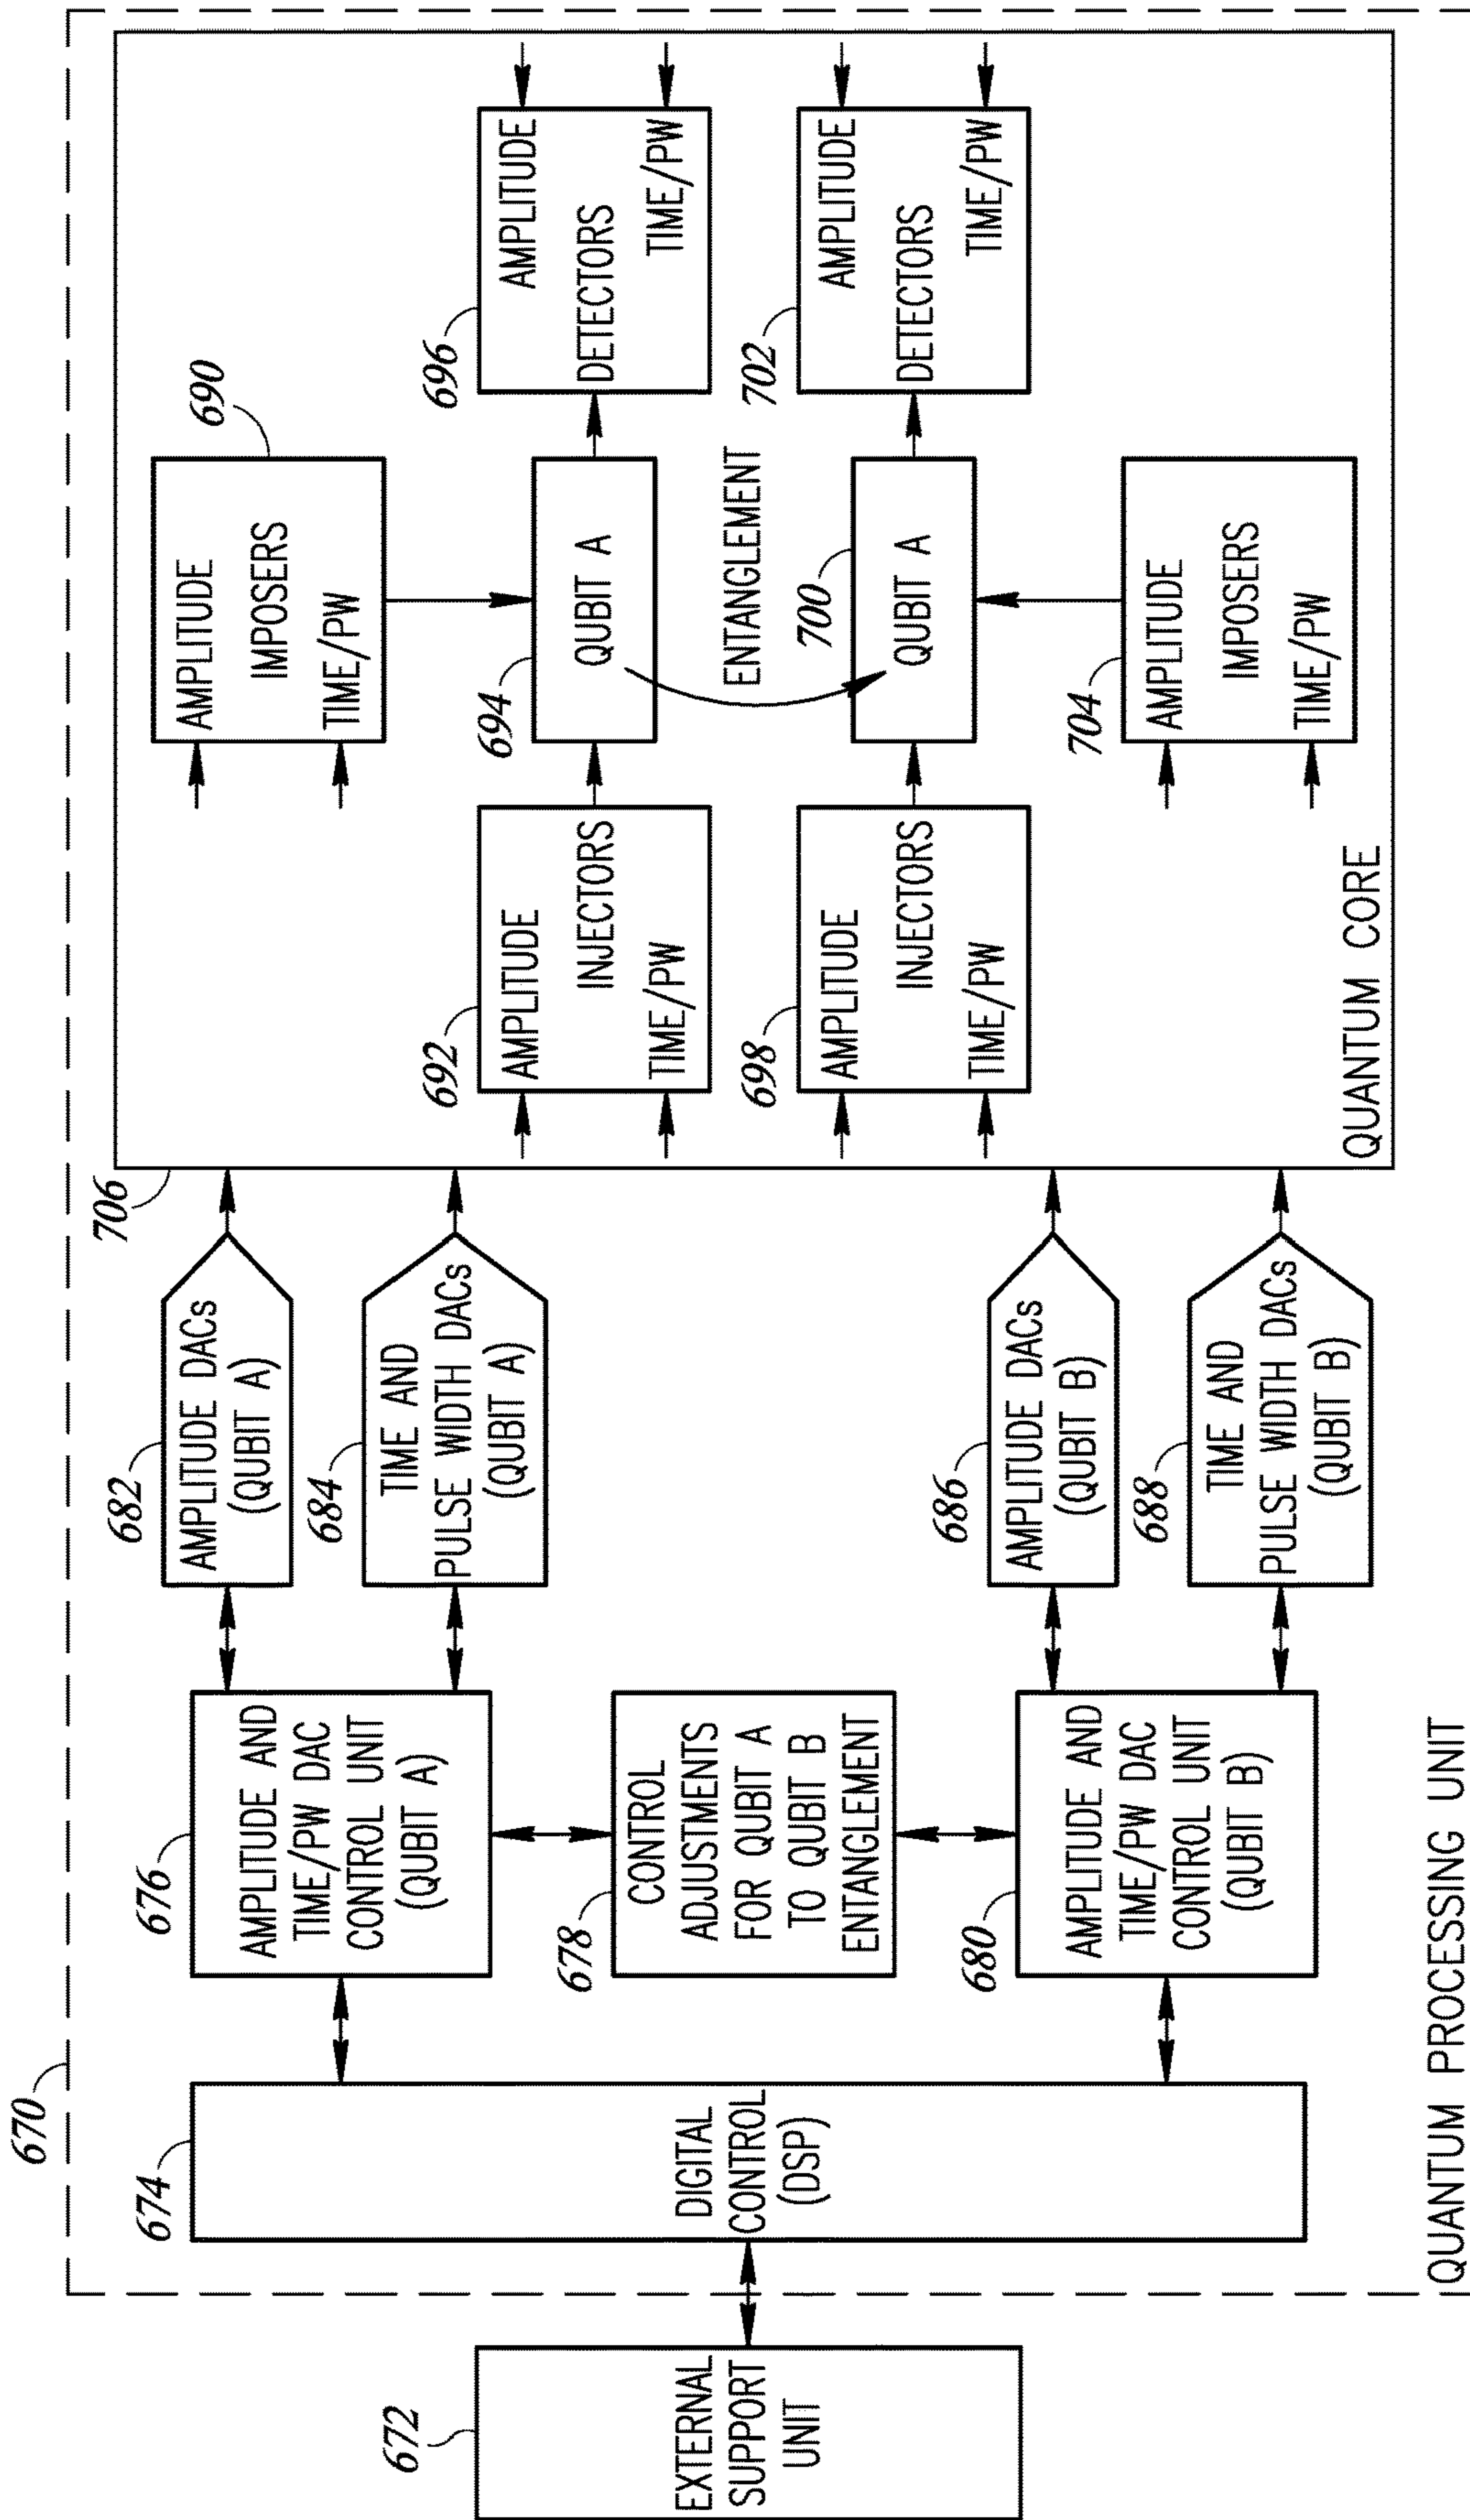 670
672
EXTERNAL
SUPPORT
UNIT
674
DIGITAL
CONTROL
(DSP)
676
AMPLITUDE AND
TIME/PW DAC
CONTROL UNIT
(QUBIT A)
678
CONTROL
ADJUSTMENTS
FOR QUBIT A
TO QUBIT B
ENTANGLEMENT
680
AMPLITUDE AND
TIME/PW DAC
CONTROL UNIT
(QUBIT B)
682
AMPLITUDE DACs
(QUBIT A)
684
TIME AND
PULSE WIDTH DACs
(QUBIT A)
686
AMPLITUDE DACs
(QUBIT B)
688
TIME AND
PULSE WIDTH DACs
(QUBIT B)
706
690
AMPLITUDE
IMPOSERS
TIME/PW
692
AMPLITUDE
INJECTORS
TIME/PW
694
QUBIT A
696
AMPLITUDE
DETECTORS
TIME/PW
ENTANGLEMENT
698
AMPLITUDE
INJECTORS
TIME/PW
700
QUBIT A
702
AMPLITUDE
DETECTORS
TIME/PW
704
AMPLITUDE
IMPOSERS
TIME/PW
QUANTUM CORE
QUANTUM PROCESSING UNIT